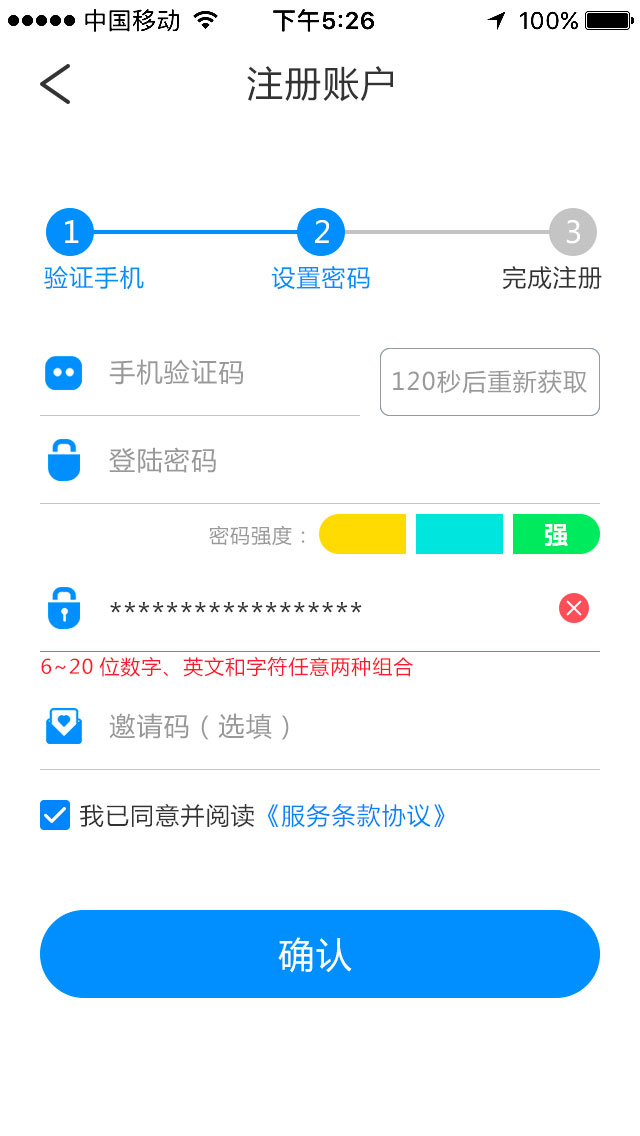 中国移动 下午5:26 100%
注册账户
1 2 3
验证手机 设置密码 完成注册
手机验证码 120秒后重新获取
登陆密码
密码强度： 强
******************
6~20 位数字、英文和字符任意两种组合
邀请码（选填）
我已同意并阅读《服务条款协议》
确认